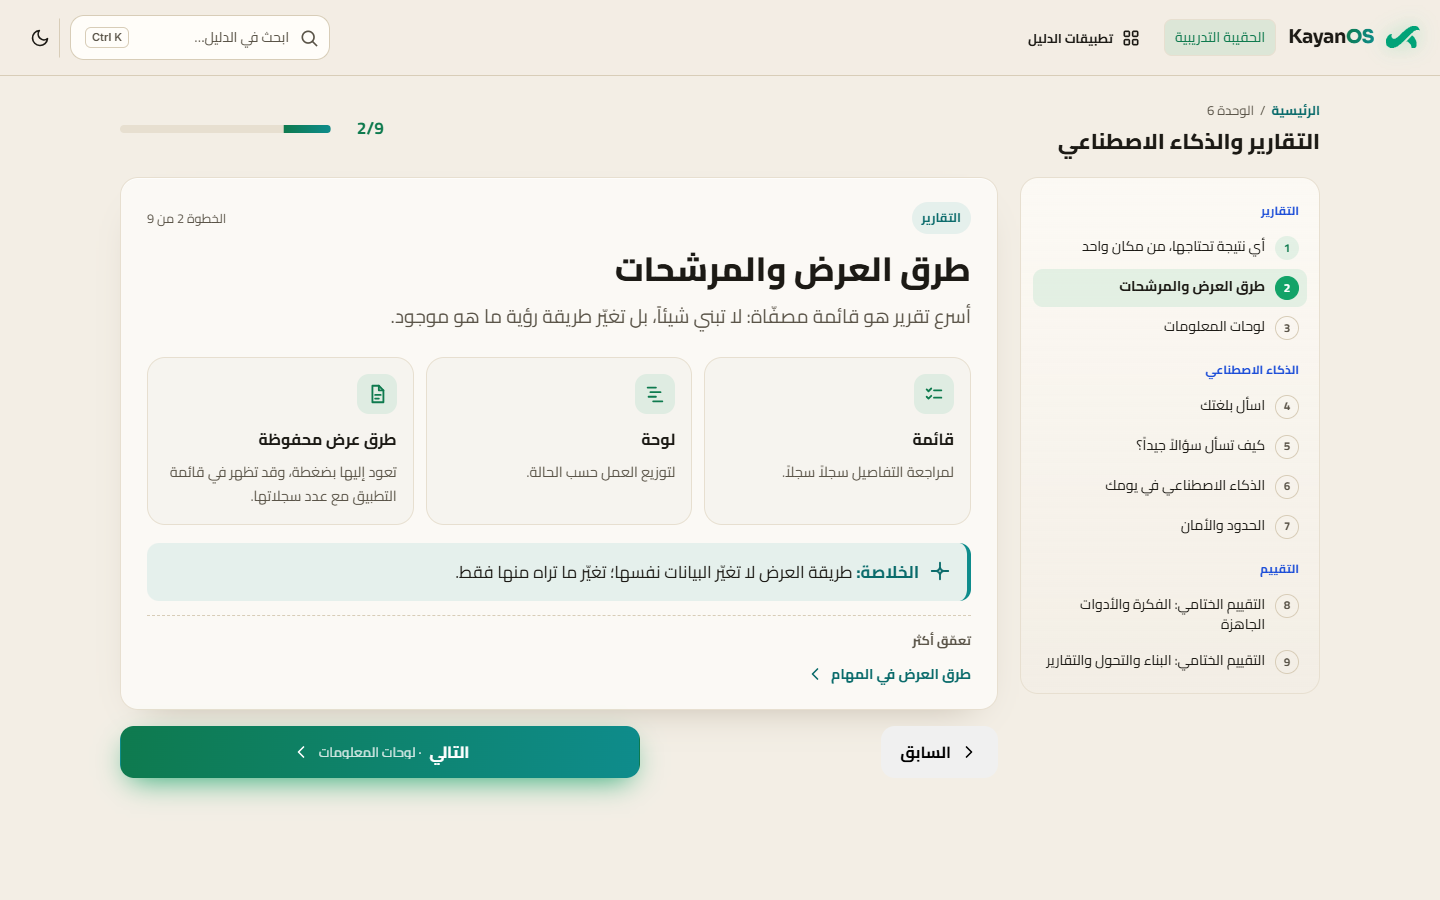 KayanOS
الحقيبة التدريبية
تطبيقات الدليل
ابحث في الدليل...
Ctrl K
الرئيسية / الوحدة 6
التقارير والذكاء الاصطناعي
2/9
التقارير
1 أي نتيجة تحتاجها، من مكان واحد
2 طرق العرض والمرشحات
3 لوحات المعلومات
الذكاء الاصطناعي
4 اسأل بلغتك
5 كيف تسأل سؤالاً جيداً؟
6 الذكاء الاصطناعي في يومك
7 الحدود والأمان
التقييم
8 التقييم الختامي: الفكرة والأدوات
الجاهزة
9 التقييم الختامي: البناء والتحول والتقارير
التقارير
الخطوة 2 من 9
طرق العرض والمرشحات
أسرع تقرير هو قائمة مصفّاة: لا تبني شيئاً، بل تغيّر طريقة رؤية ما هو موجود.
قائمة
لمراجعة التفاصيل سجلاً سجلاً.
لوحة
لتوزيع العمل حسب الحالة.
طرق عرض محفوظة
تعود إليها بضغطة، وقد تظهر في قائمة
التطبيق مع عدد سجلاتها.
الخلاصة: طريقة العرض لا تغيّر البيانات نفسها؛ تغيّر ما تراه منها فقط.
تعمّق أكثر
طرق العرض في المهام
السابق
التالي · لوحات المعلومات